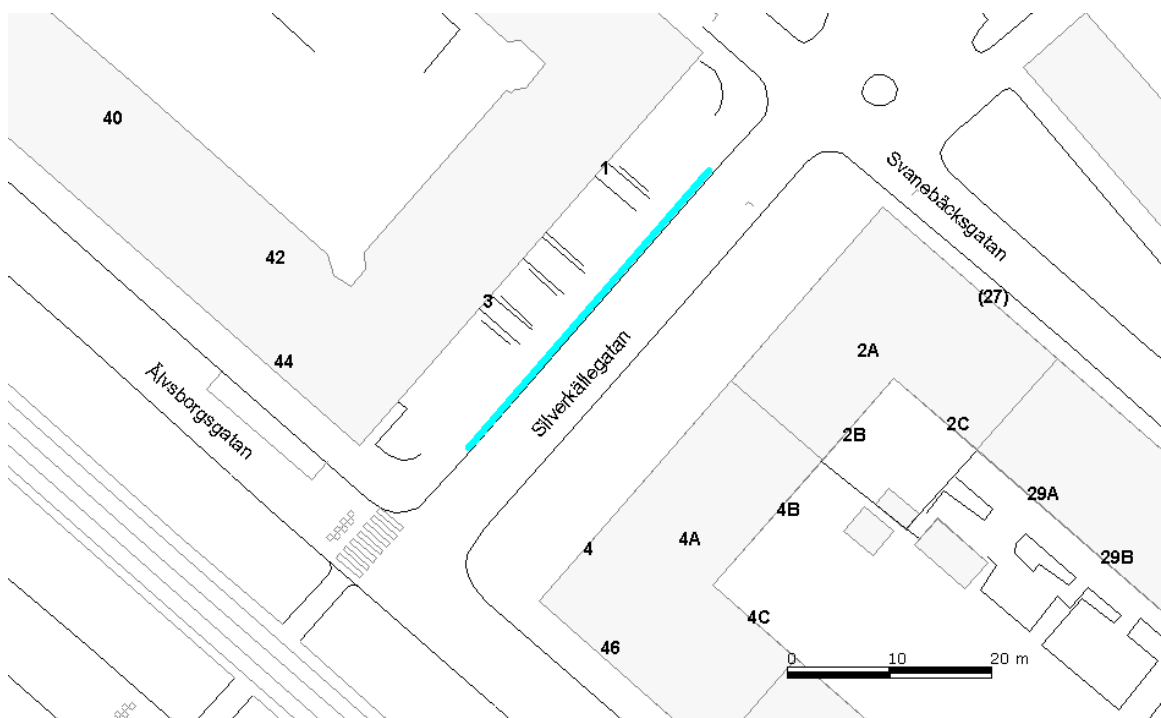 40
1
Svanebäcksgatan
42
(27)
3
2A
44
Silverkällegatan
Älvsborgsgatan
2C
2B
29A
4B
4A
4
29B
4C
46
0 10 20 m